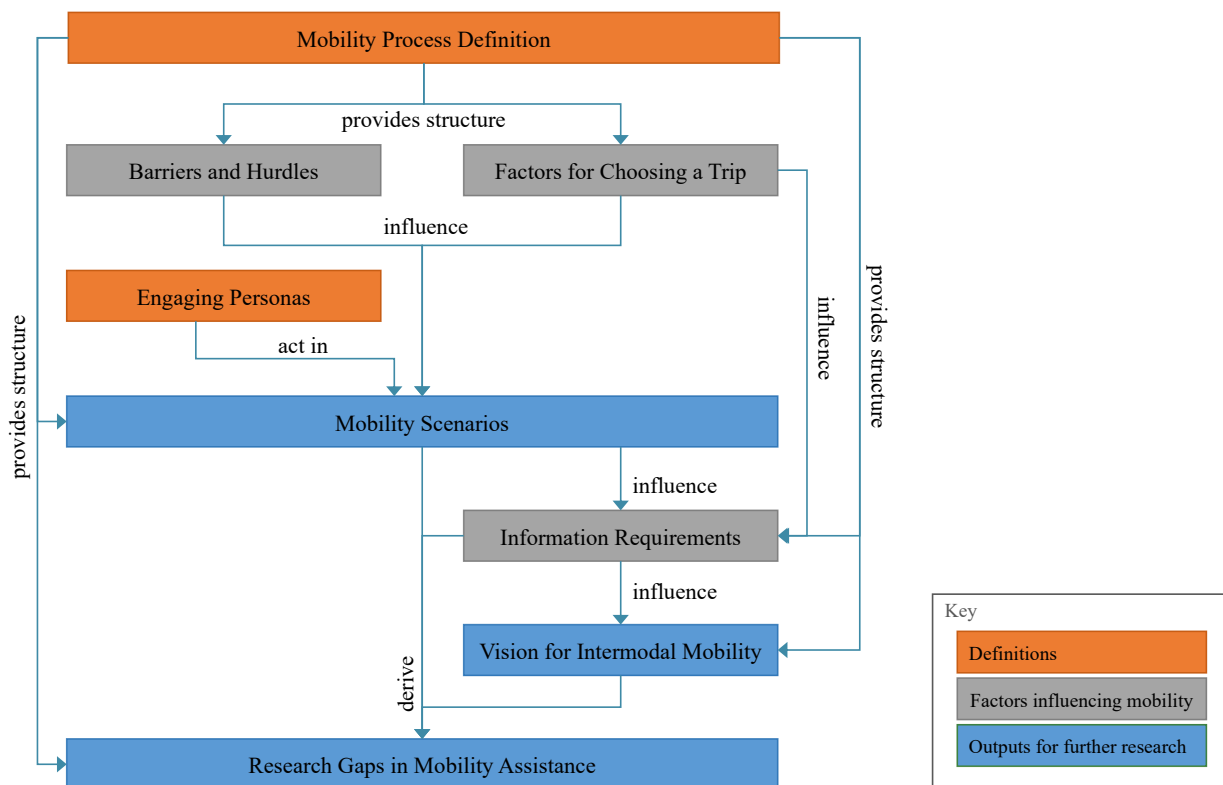 Mobility Process Definition
provides structure
Barriers and Hurdles
Factors for Choosing a Trip
influence
Engaging Personas
act in
provides structure
influence
provides structure
Mobility Scenarios
influence
Information Requirements
influence
Vision for Intermodal Mobility
derive
Research Gaps in Mobility Assistance
Key
Definitions
Factors influencing mobility
Outputs for further research